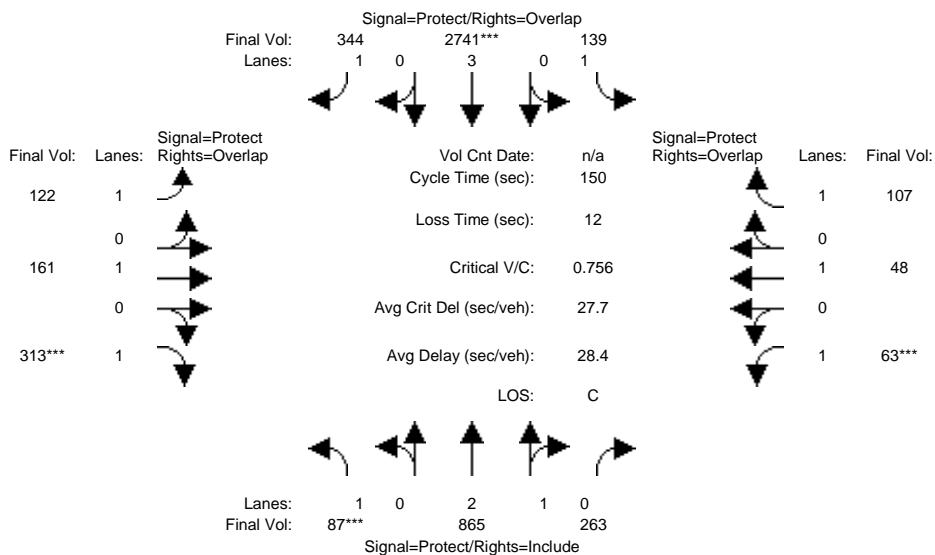 Signal=Protect/Rights=Overlap
Final Vol: 344 2741*** 139
Lanes: 1 0 3 0 1
Signal=Protect Signal=Protect
Final Vol: Lanes: Rights=Overlap Vol Cnt Date: n/a Rights=Overlap Lanes: Final Vol:
Cycle Time (sec): 150
122 1 1 107
Loss Time (sec): 12
0 0
161 1 Critical V/C: 0.756 1 48
0 Avg Crit Del (sec/veh): 27.7 0
313*** 1 Avg Delay (sec/veh): 28.4 1 63***
LOS: C
Lanes: 1 0 2 1 0
Final Vol: 87*** 865 263
Signal=Protect/Rights=Include